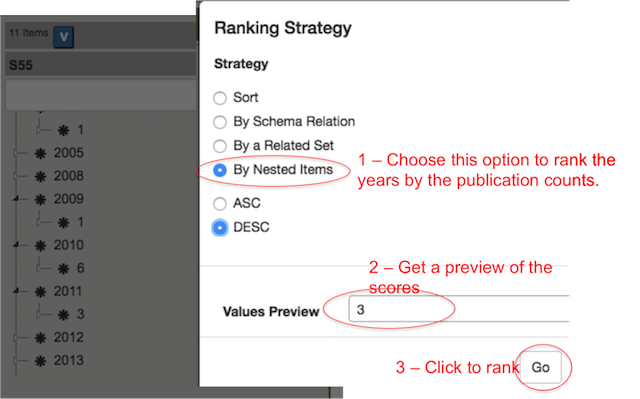 11 Items V
S55
1
2005
2008
2009
1
2010
6
2011
3
2012
2013
Ranking Strategy
Strategy
Sort
By Schema Relation
By a Related Set
By Nested Items
ASC
DESC
1 – Choose this option to rank the
years by the publication counts.
2 – Get a preview of the
scores
Values Preview 3
3 – Click to rank Go